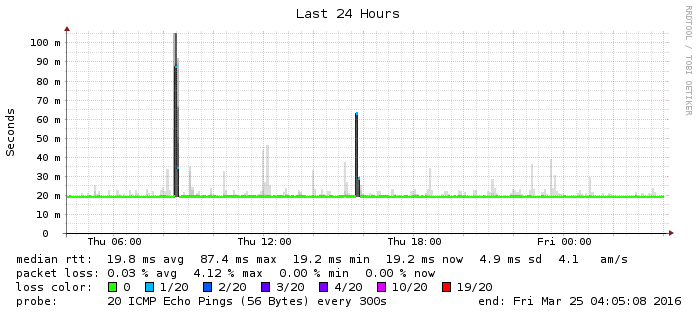 Last 24 Hours
RRDTOOL / TOBI OETIKER
Seconds
100 m
90 m
80 m
70 m
60 m
50 m
40 m
30 m
20 m
10 m
0
Thu 06:00 Thu 12:00 Thu 18:00 Fri 00:00
median rtt: 19.8 ms avg 87.4 ms max 19.2 ms min 19.2 ms now 4.9 ms sd 4.1 am/s
packet loss: 0.03 % avg 4.12 % max 0.00 % min 0.00 % now
loss color: 0 1/20 2/20 3/20 4/20 10/20 19/20
probe: 20 ICMP Echo Pings (56 Bytes) every 300s end: Fri Mar 25 04:05:08 2016